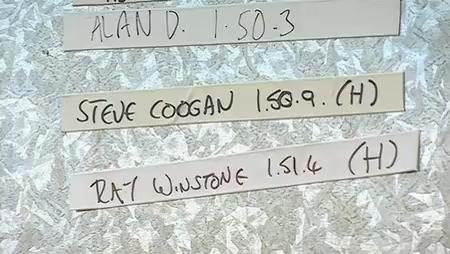 ALAN D. 1.50.3
STEVE COOGAN 1.50.9. (H)
RAY WINSTONE 1.51.4 (H)